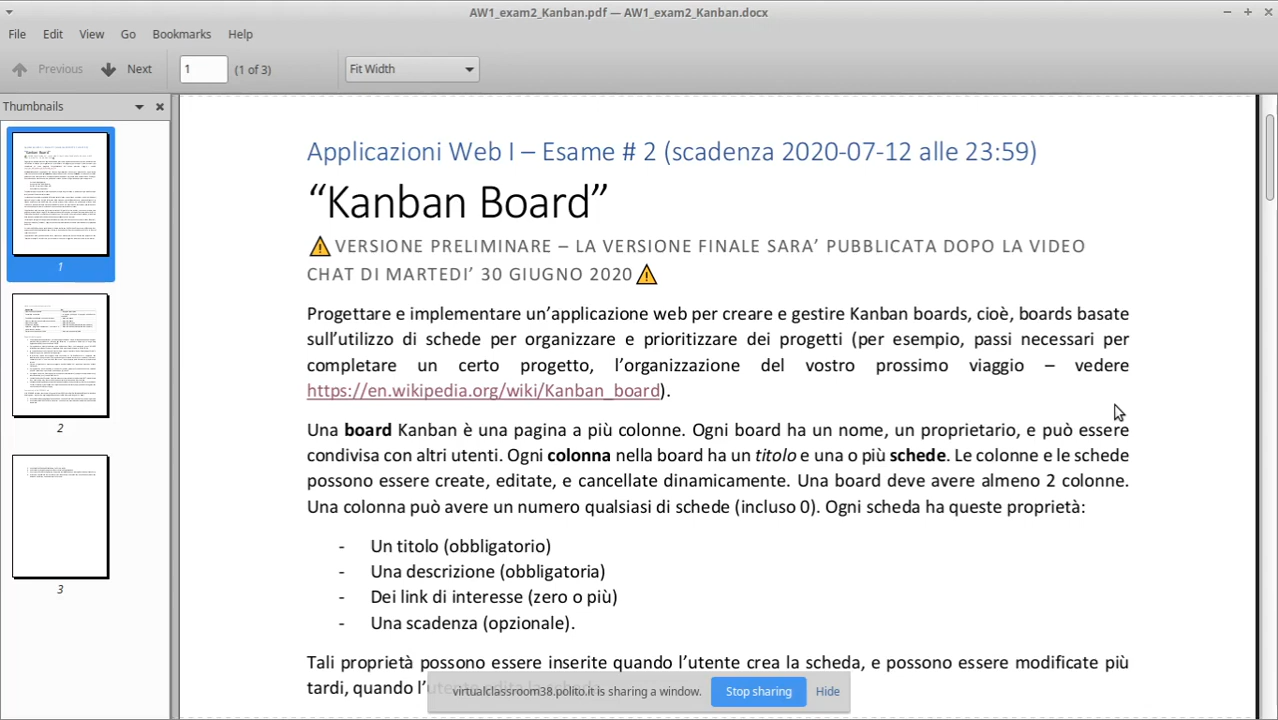 AW1_exam2_Kanban.pdf — AW1_exam2_Kanban.docx
File Edit View Go Bookmarks Help
Previous Next 1 (1 of 3) Fit Width
Thumbnails
1
2
3
Applicazioni Web I – Esame # 2 (scadenza 2020-07-12 alle 23:59)
“Kanban Board”
⚠VERSIONE PRELIMINARE – LA VERSIONE FINALE SARA’ PUBBLICATA DOPO LA VIDEO
CHAT DI MARTEDI’ 30 GIUGNO 2020⚠
Progettare e implementare un’applicazione web per creare e gestire Kanban boards, cioè, boards basate
sull’utilizzo di schede per organizzare e prioritizzare dei progetti (per esempio, passi necessari per
completare un certo progetto, l’organizzazione del vostro prossimo viaggio – vedere
https://en.wikipedia.org/wiki/Kanban_board).
Una board Kanban è una pagina a più colonne. Ogni board ha un nome, un proprietario, e può essere
condivisa con altri utenti. Ogni colonna nella board ha un titolo e una o più schede. Le colonne e le schede
possono essere create, editate, e cancellate dinamicamente. Una board deve avere almeno 2 colonne.
Una colonna può avere un numero qualsiasi di schede (incluso 0). Ogni scheda ha queste proprietà:
- Un titolo (obbligatorio)
- Una descrizione (obbligatoria)
- Dei link di interesse (zero o più)
- Una scadenza (opzionale).
Tali proprietà possono essere inserite quando l’utente crea la scheda, e possono essere modificate più
tardi, quando l’
virtualclassroom38.polito.it is sharing a window. Stop sharing Hide